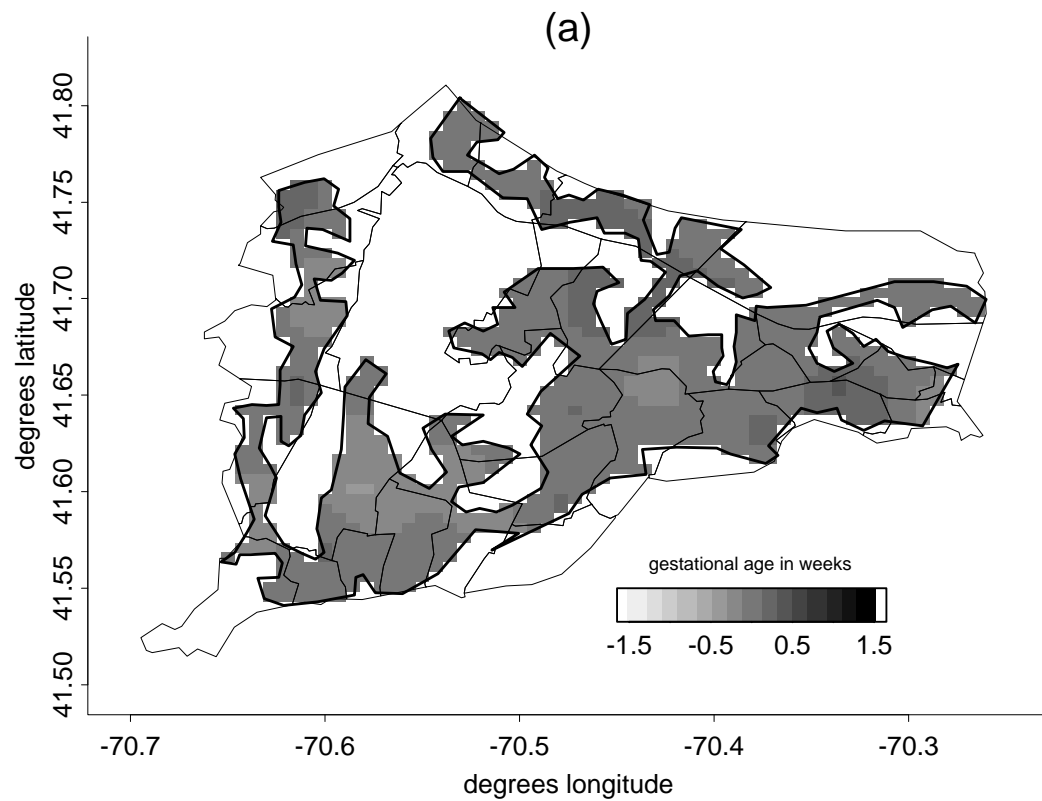 (a)
degrees latitude
41.80
41.75
41.70
41.65
41.60
41.55
41.50
gestational age in weeks
-1.5 -0.5 0.5 1.5
-70.7 -70.6 -70.5 -70.4 -70.3
degrees longitude